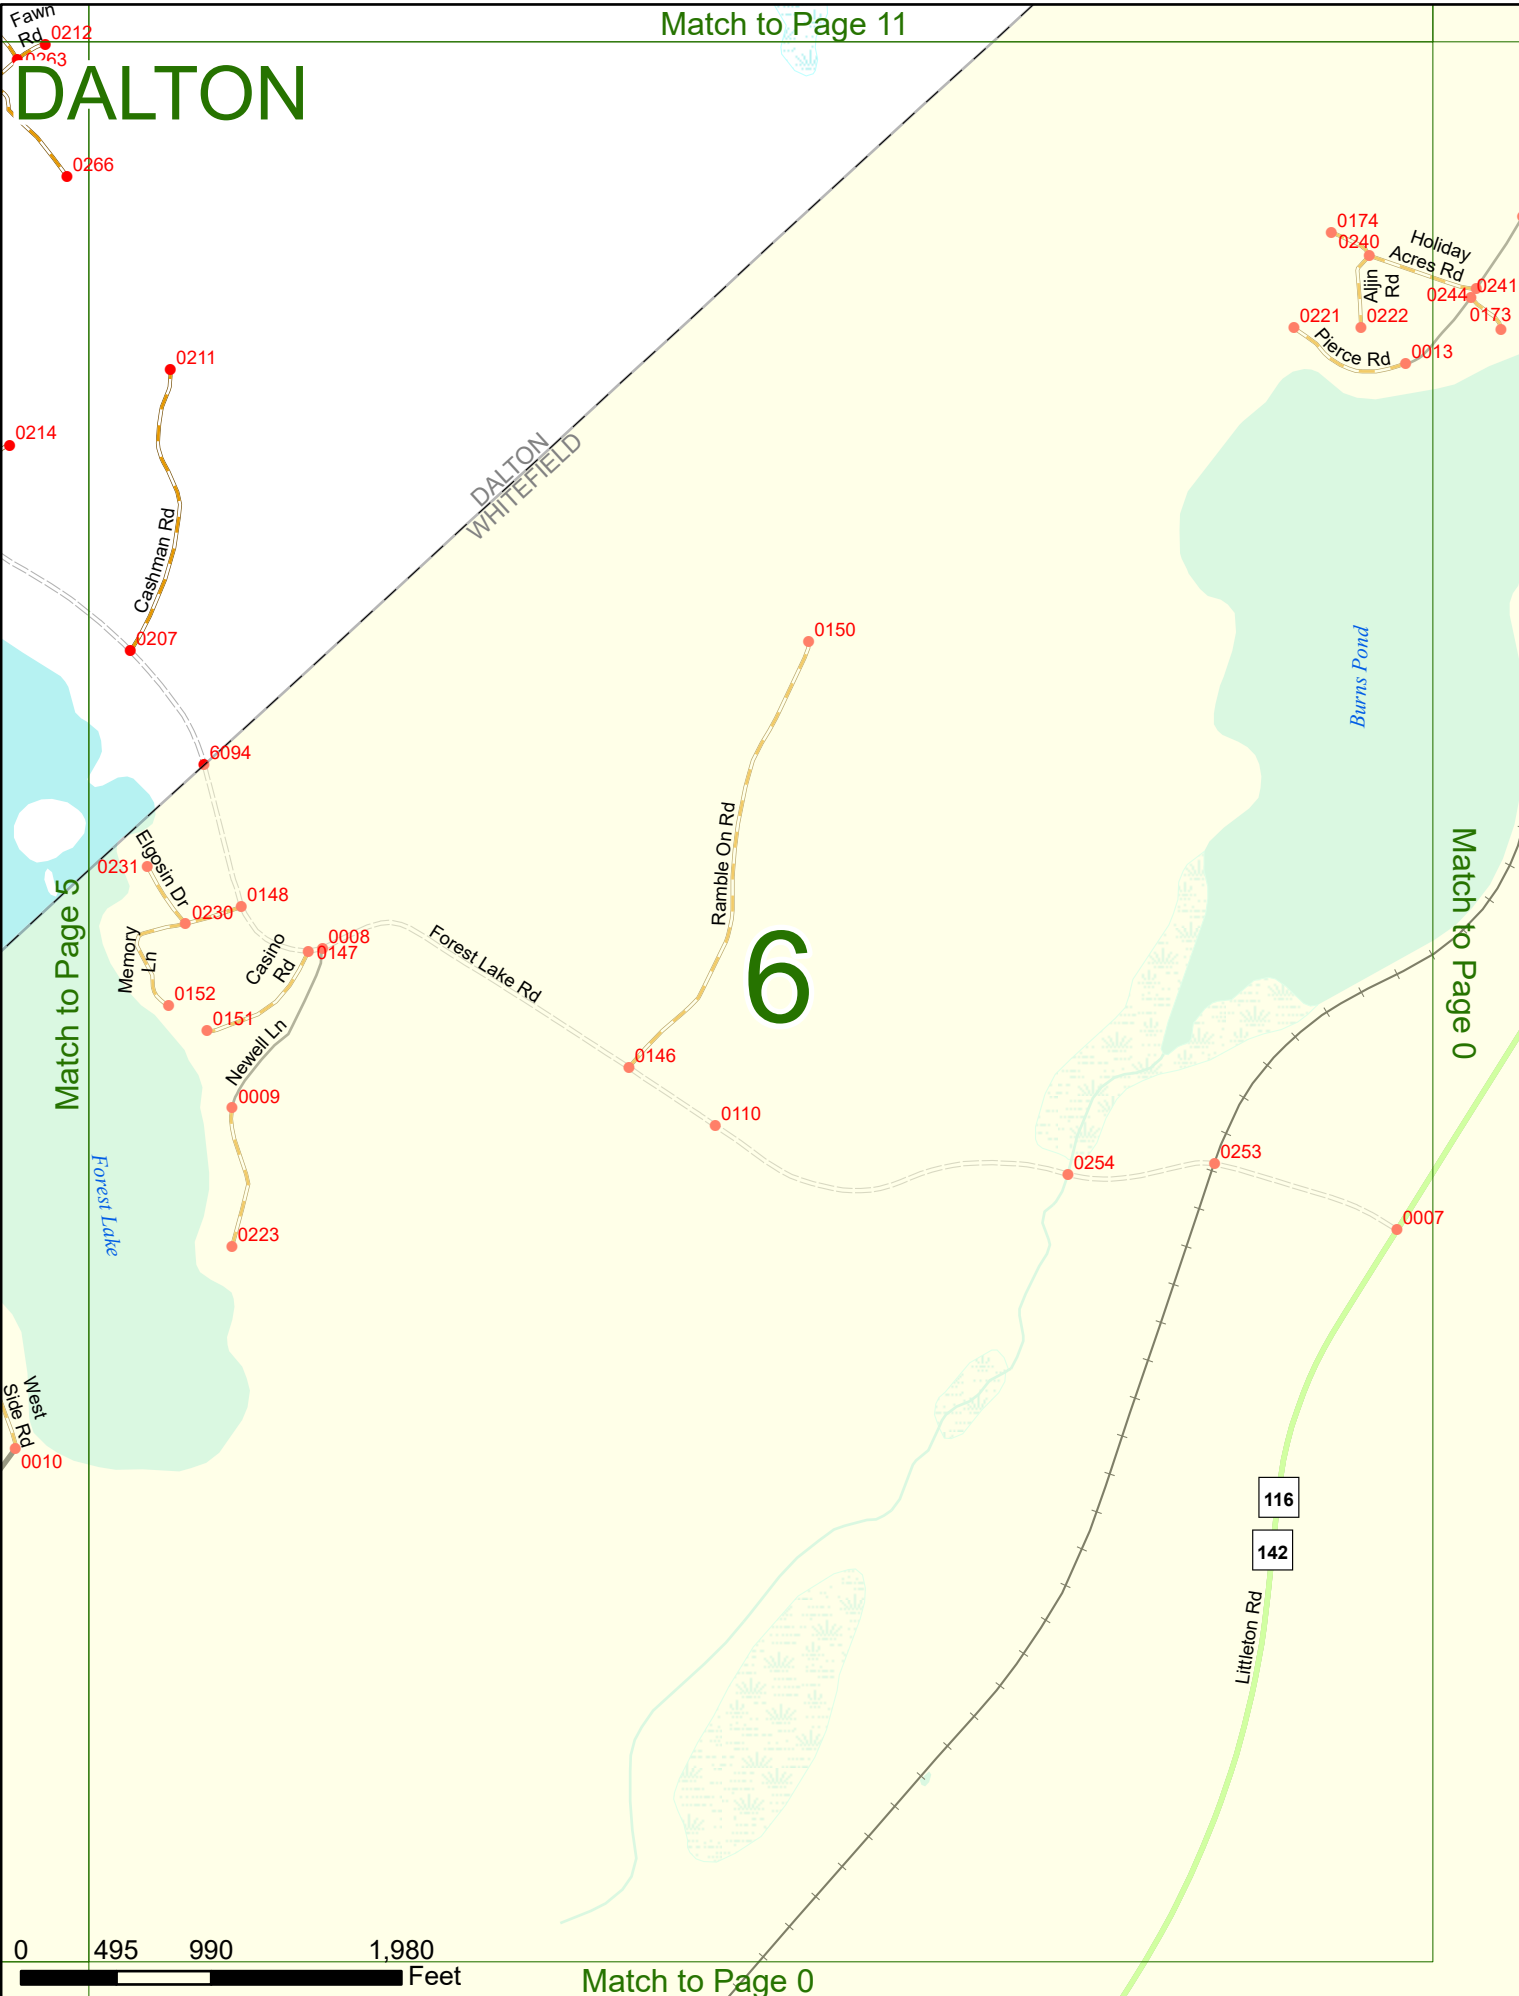 Match to Page 11
Fawn
Rd
0212
0263
DALTON
0266
0174
0240
Holiday
Acres Rd
Aljin
Rd
0241
0244
0173
0221
0222
Pierce Rd
0013
0211
0214
DALTON
WHITEFIELD
Cashman Rd
0207
0150
Burns Pond
6094
Ramble On Rd
Elgosin Dr
0231
0148
0230
Match to Page 5
Match to Page 0
Memory
Ln
Casino
Rd
0008
0147
Forest Lake Rd
6
0152
0151
Newell Ln
0146
0009
0110
0254
0253
Forest Lake
0007
0223
West
Side Rd
0010
116
142
Littleton Rd
0 495 990 1,980
Feet
Match to Page 0